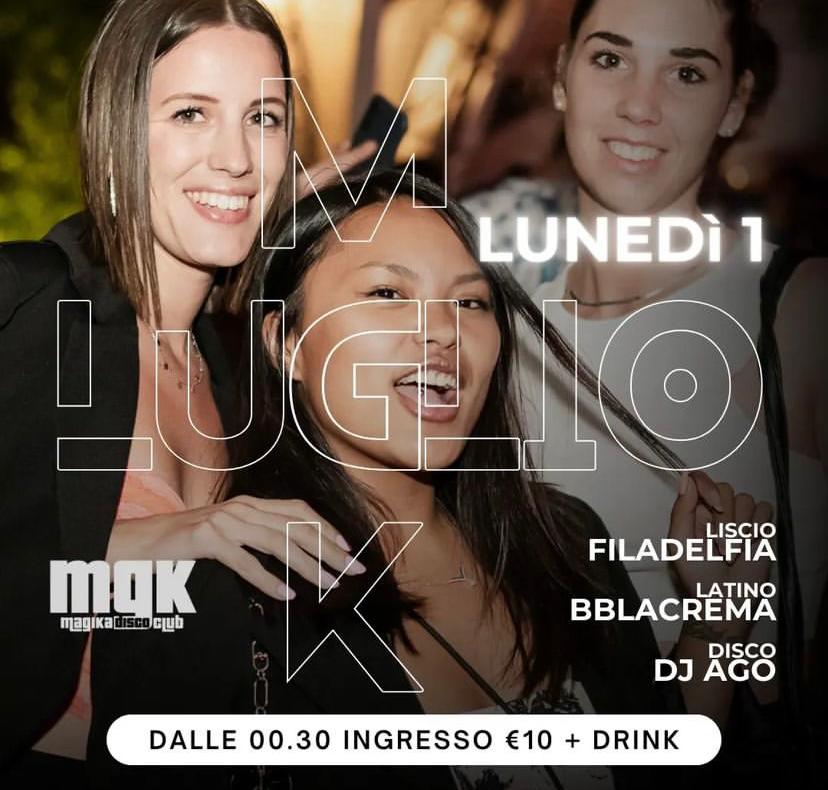 M
LUNEDÌ 1
LUGLIO
LISCIO
FILADELFIA
LATINO
BBLACREMA
DISCO
DJ AGO
mgk
magika disco club
K
DALLE 00.30 INGRESSO €10 + DRINK